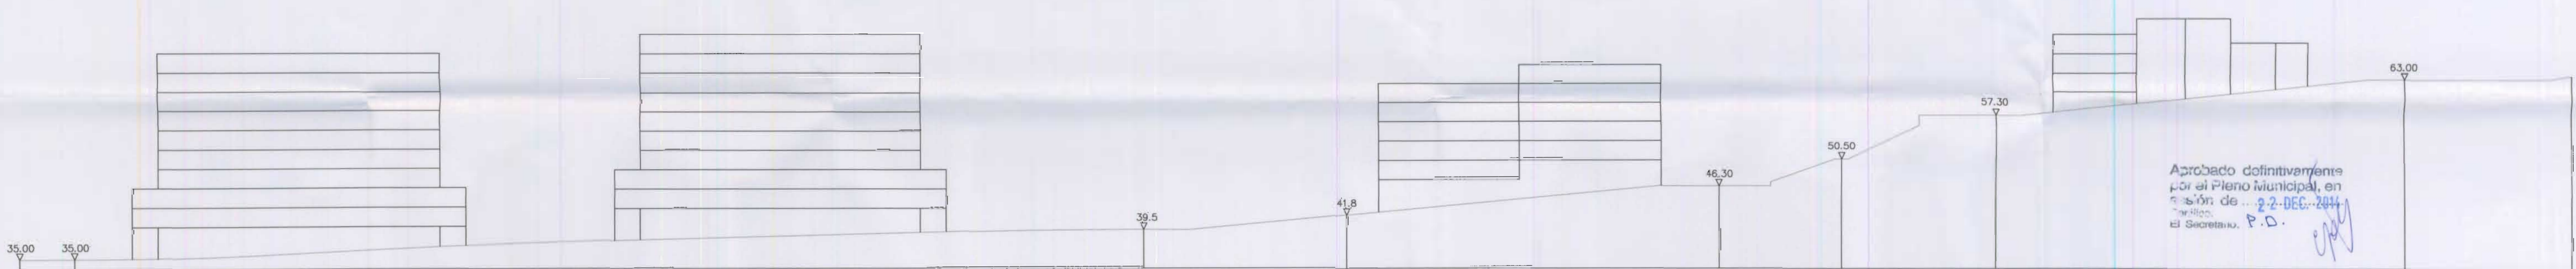 63.00
57.30
50.50
46.30
41.8
39.5
35.00 35.00
Aprobado definitivamente
por el Pleno Municipal, en
sesión de 22 DEC. 2014
El Secretario. P.D.